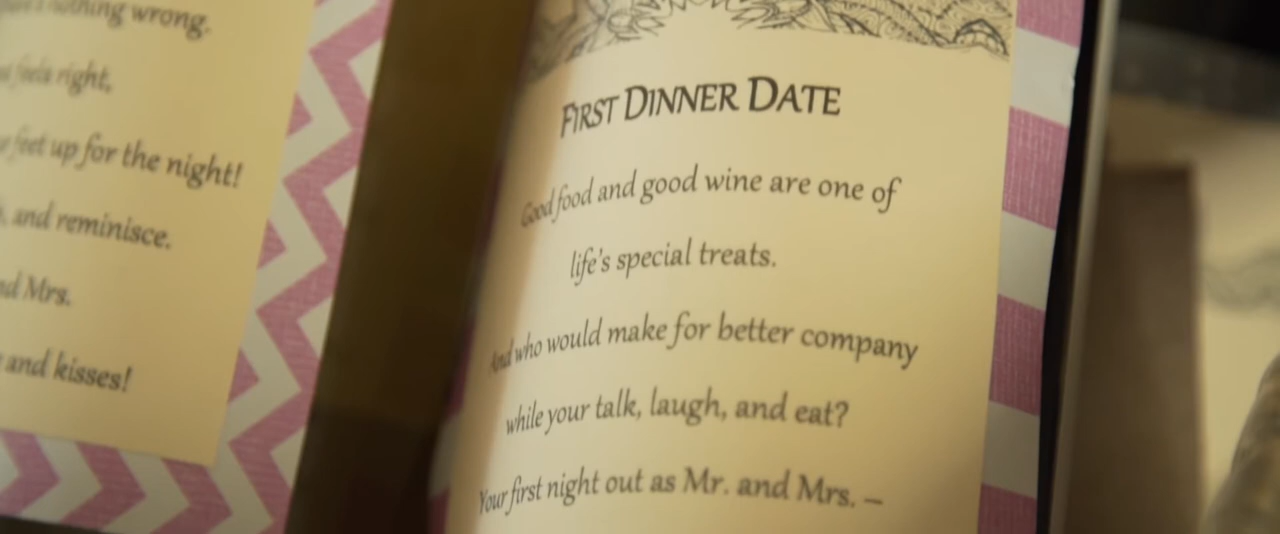 nothing wrong.
right,
feet up for the night!
and reminisce.
and Mrs.
and kisses!
FIRST DINNER DATE
Good food and good wine are one of
life's special treats.
And who would make for better company
while your talk, laugh, and eat?
Your first night out as Mr. and Mrs. –